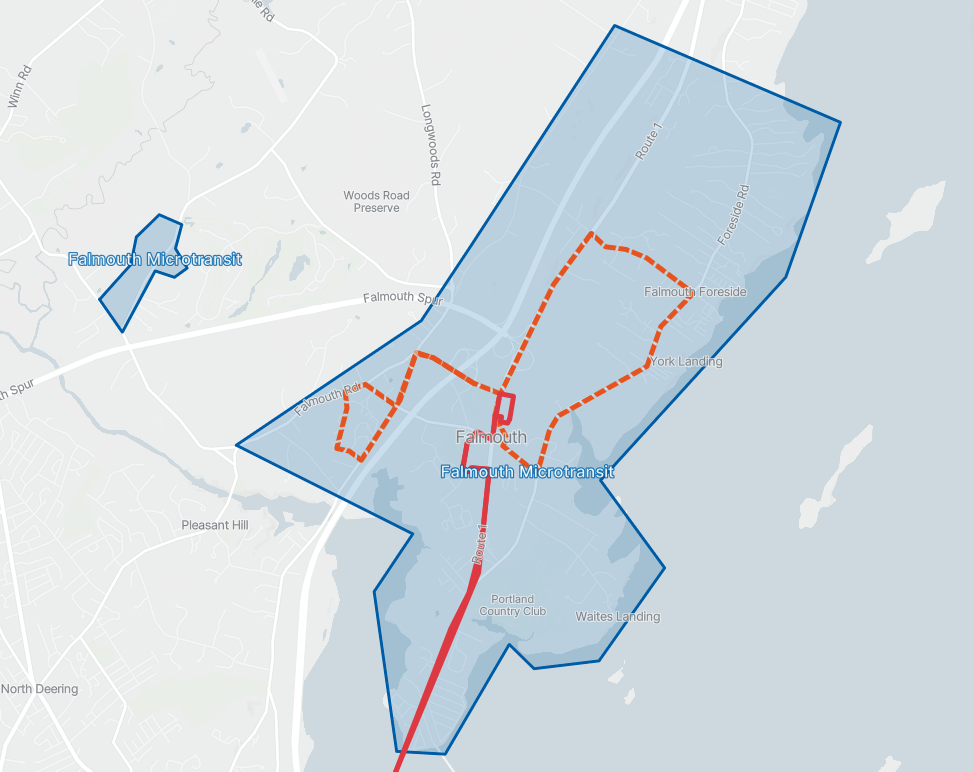 Winn Rd
Longwoods Rd
Route 1
Woods Road
Preserve
Foreside Rd
Falmouth Microtransit
Falmouth Spur
Falmouth Foreside
York Landing
Falmouth Rd
Falmouth
Falmouth Microtransit
Pleasant Hill
Route 1
Portland
Country Club
Waites Landing
North Deering